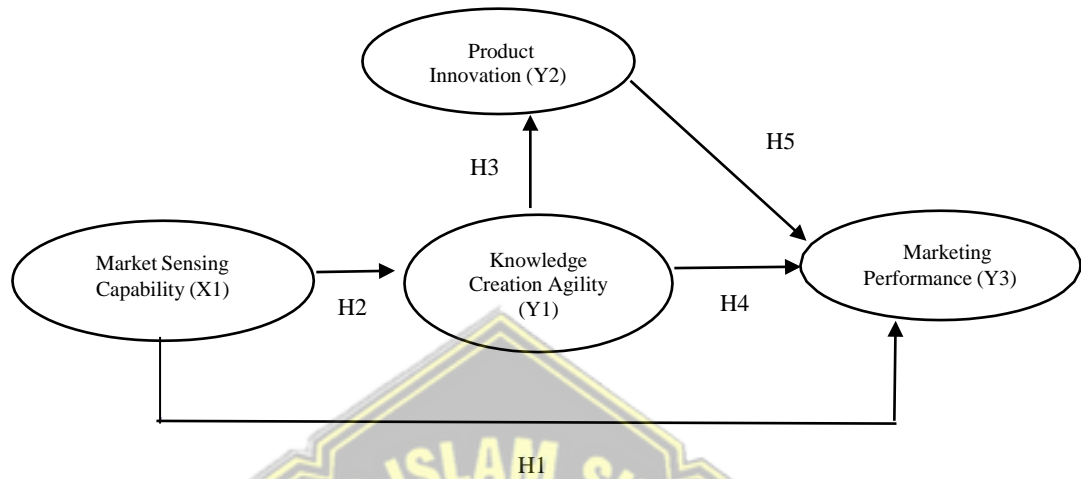 Product
Innovation (Y2)
H5
H3
Market Sensing
Capability (X1)
Knowledge
Creation Agility
(Y1)
Marketing
Performance (Y3)
H2
H4
ISLAM
H1